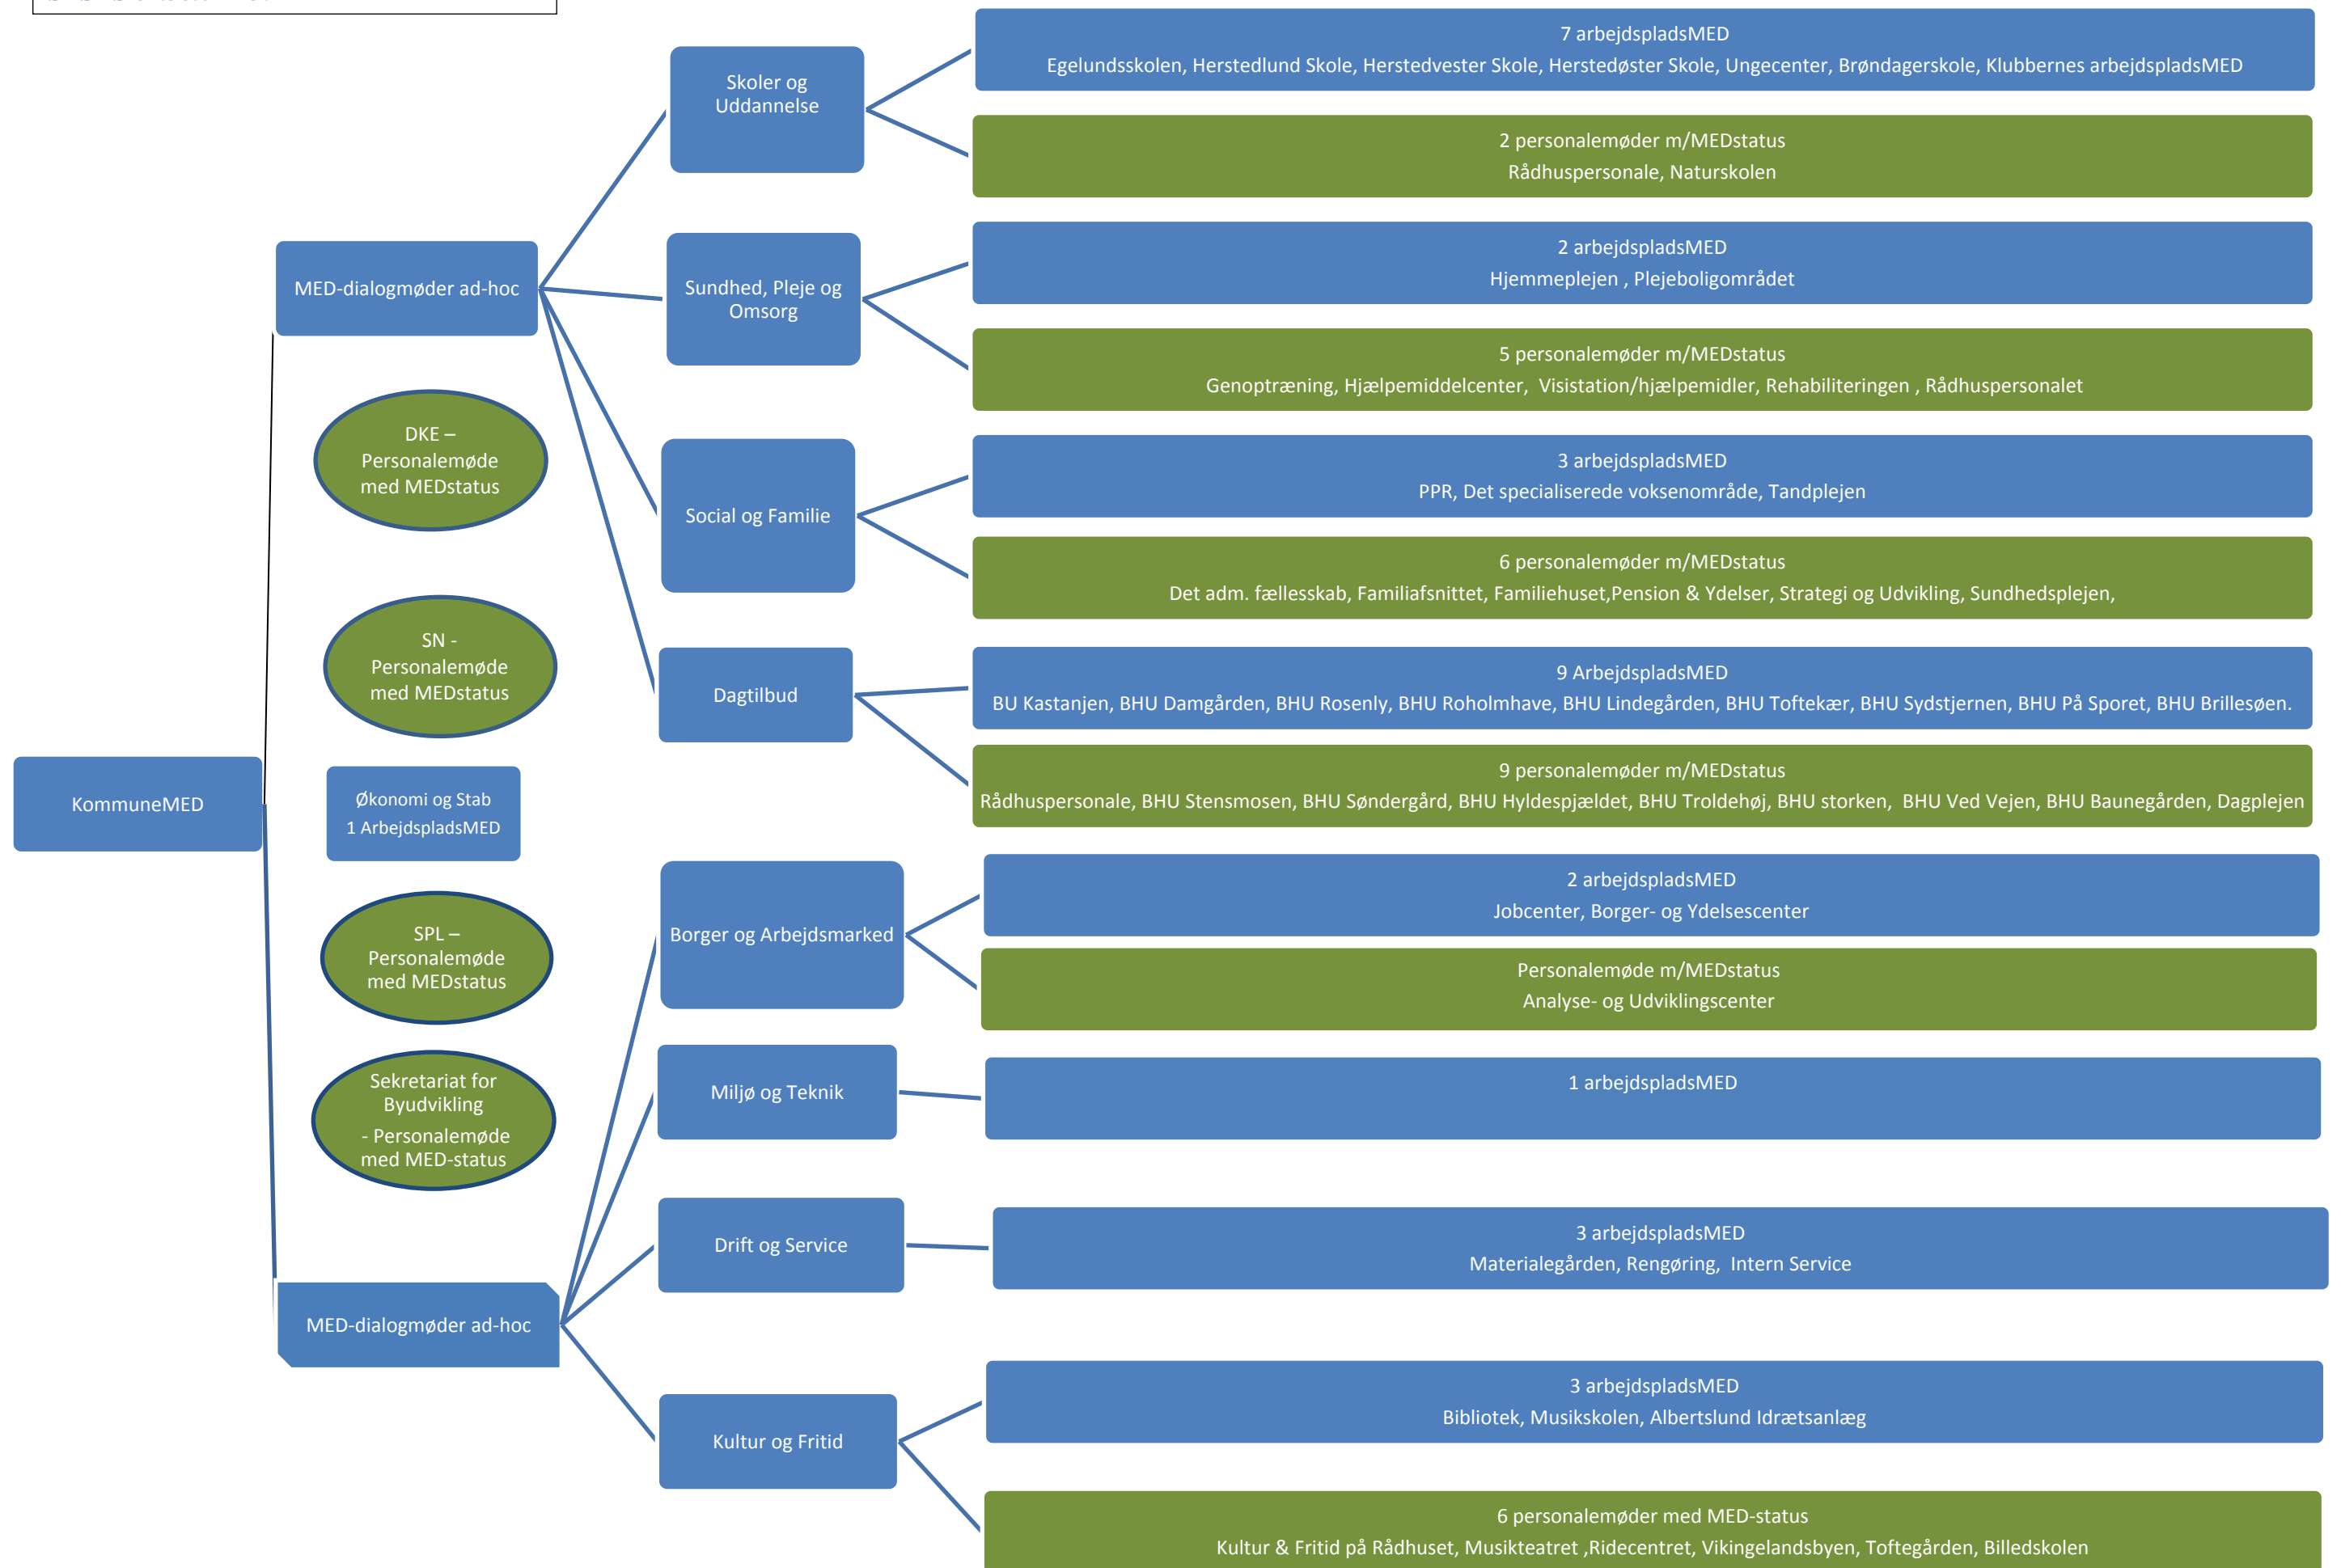 Skoler og
Uddannelse
7 arbejdspladsMED
Egelundsskolen, Herstedlund Skole, Herstedvester Skole, Herstedøster Skole, Ungecenter, Brøndagerskole, Klubbernes arbejdspladsMED
2 personalemøder m/MEDstatus
Rådhuspersonale, Naturskolen
MED-dialogmøder ad-hoc
Sundhed, Pleje og
Omsorg
2 arbejdspladsMED
Hjemmeplejen , Plejeboligområdet
5 personalemøder m/MEDstatus
Genoptræning, Hjælpemiddelcenter,  Visistation/hjælpemidler, Rehabiliteringen , Rådhuspersonalet
DKE –
Personalemøde
med MEDstatus
Social og Familie
3 arbejdspladsMED
PPR, Det specialiserede voksenområde, Tandplejen
6 personalemøder m/MEDstatus
Det adm. fællesskab, Familiafsnittet, Familiehuset,Pension & Ydelser, Strategi og Udvikling, Sundhedsplejen,
SN -
Personalemøde
med MEDstatus
Dagtilbud
9 ArbejdspladsMED
BU Kastanjen, BHU Damgården, BHU Rosenly, BHU Roholmhave, BHU Lindegården, BHU Toftekær, BHU Sydstjernen, BHU På Sporet, BHU Brillesøen.
9 personalemøder m/MEDstatus
Rådhuspersonale, BHU Stensmosen, BHU Søndergård, BHU Hyldespjældet, BHU Troldehøj, BHU storken,  BHU Ved Vejen, BHU Baunegården, Dagplejen
KommuneMED
Økonomi og Stab
1 ArbejdspladsMED
Borger og Arbejdsmarked
2 arbejdspladsMED
Jobcenter, Borger- og Ydelsescenter
Personalemøde m/MEDstatus
Analyse- og Udviklingscenter
SPL –
Personalemøde
med MEDstatus
Sekretariat for
Byudvikling
- Personalemøde
med MED-status
Miljø og Teknik
1 arbejdspladsMED
Drift og Service
3 arbejdspladsMED
Materialegården, Rengøring,  Intern Service
MED-dialogmøder ad-hoc
Kultur og Fritid
3 arbejdspladsMED
Bibliotek, Musikskolen, Albertslund Idrætsanlæg
6 personalemøder med MED-status
Kultur & Fritid på Rådhuset, Musikteatret ,Ridecentret, Vikingelandsbyen, Toftegården, Billedskolen